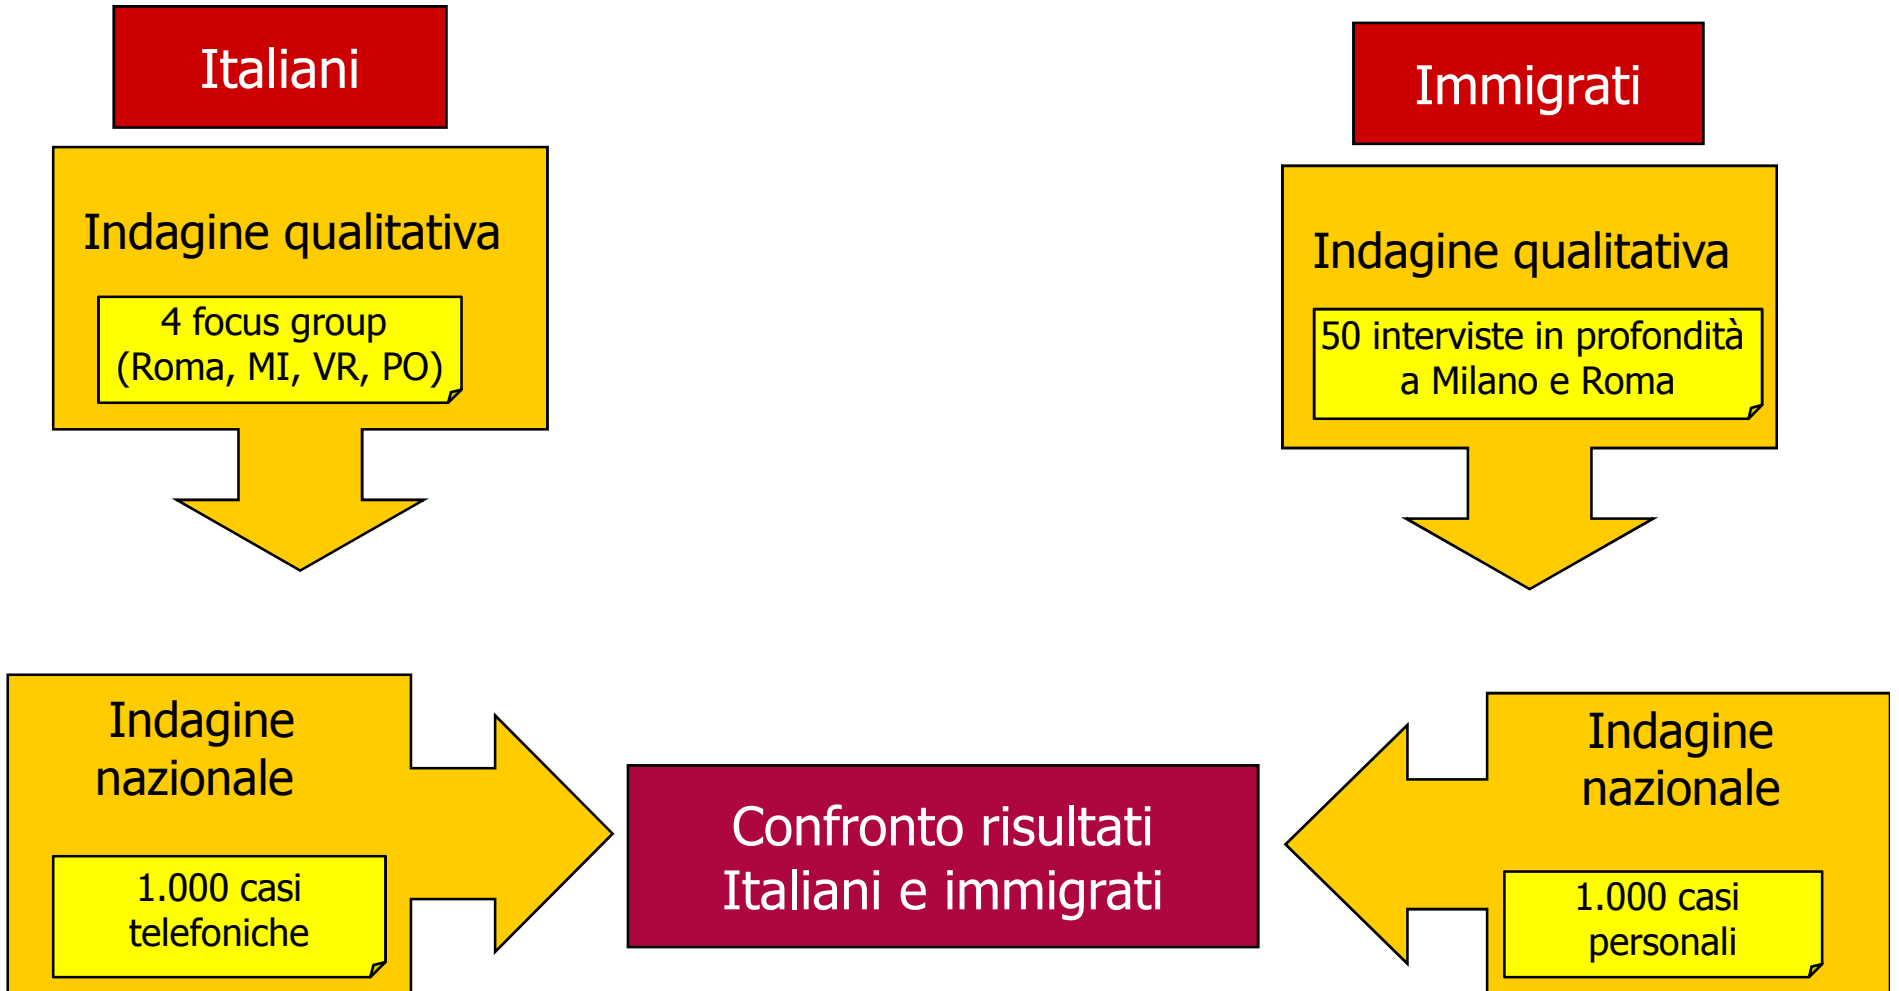 Italiani
Indagine qualitativa
4 focus group
(Roma, MI, VR, PO)
Indagine
nazionale
1.000 casi
telefoniche
Immigrati
Indagine qualitativa
50 interviste in profondità
a Milano e Roma
Indagine
nazionale
1.000 casi
personali
Confronto risultati
Italiani e immigrati